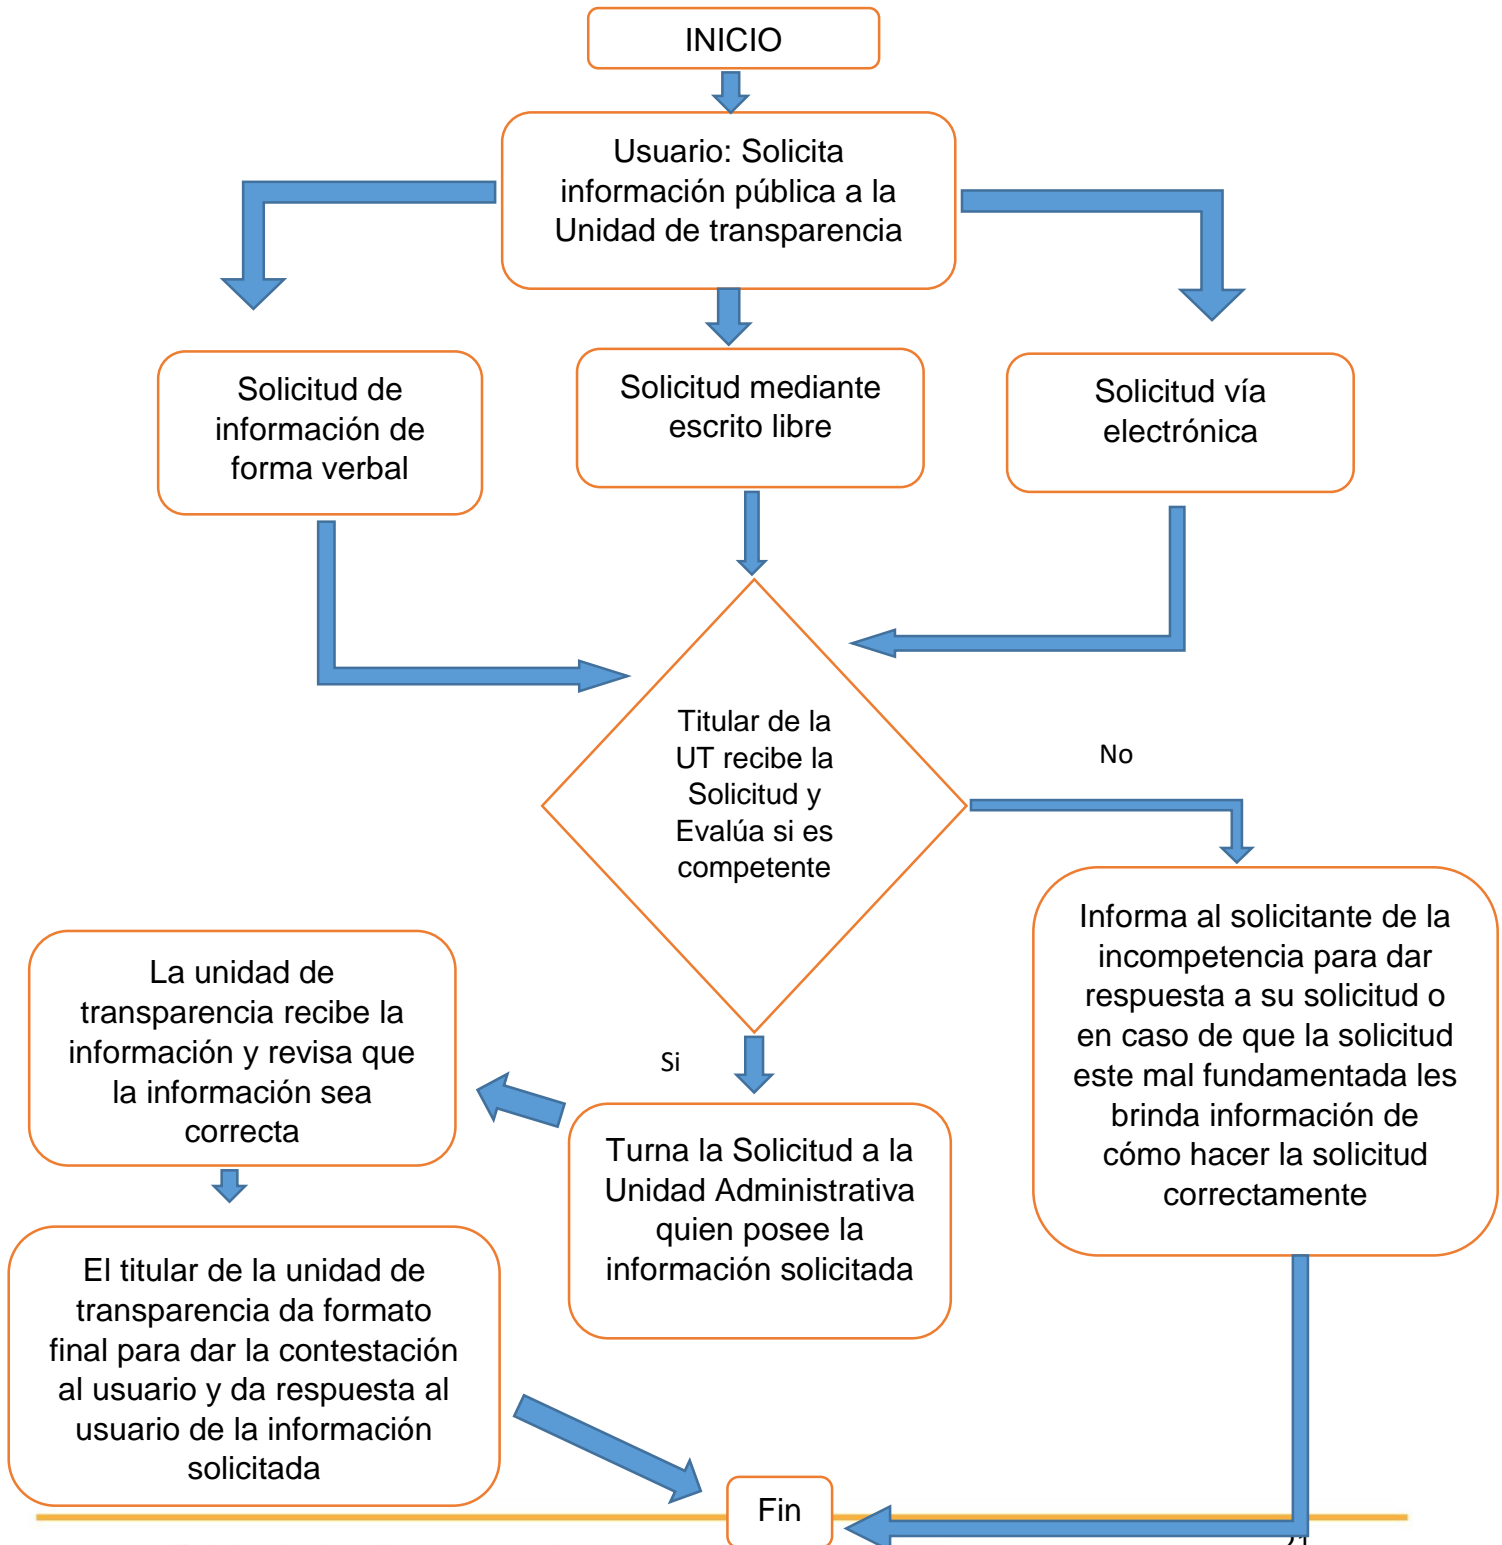 INICIO
Usuario: Solicita
información pública a la
Unidad de transparencia
Solicitud de
información de
forma verbal
Solicitud mediante
escrito libre
Solicitud vía
electrónica
Titular de la
UT recibe la
Solicitud y
Evalúa si es
competente
No
Informa al solicitante de la
incompetencia para dar
respuesta a su solicitud o
en caso de que la solicitud
este mal fundamentada les
brinda información de
cómo hacer la solicitud
correctamente
Si
Turna la Solicitud a la
Unidad Administrativa
quien posee la
información solicitada
La unidad de
transparencia recibe la
información y revisa que
la información sea
correcta
El titular de la unidad de
transparencia da formato
final para dar la contestación
al usuario y da respuesta al
usuario de la información
solicitada
Fin